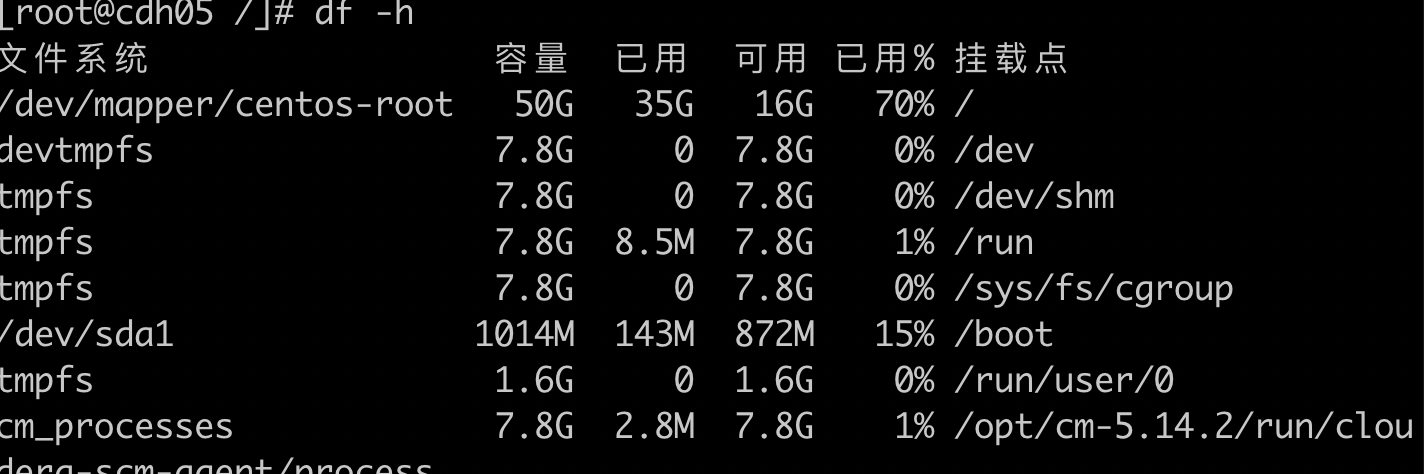 [root@cdh05 /]# df -h
文件系统 容量 已用 可用 已用% 挂载点
/dev/mapper/centos-root 50G 35G 16G 70% /
devtmpfs 7.8G 0 7.8G 0% /dev
tmpfs 7.8G 0 7.8G 0% /dev/shm
tmpfs 7.8G 8.5M 7.8G 1% /run
tmpfs 7.8G 0 7.8G 0% /sys/fs/cgroup
/dev/sda1 1014M 143M 872M 15% /boot
tmpfs 1.6G 0 1.6G 0% /run/user/0
cm_processes 7.8G 2.8M 7.8G 1% /opt/cm-5.14.2/run/clou
dera-scm-agent/process